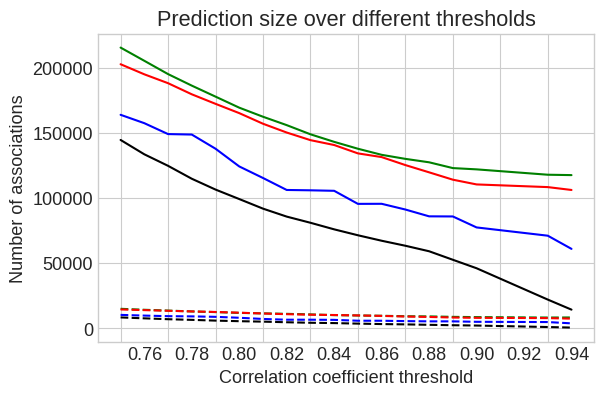 Prediction size over different thresholds
Number of associations
200000
150000
100000
50000
0
0.76 0.78 0.80 0.82 0.84 0.86 0.88 0.90 0.92 0.94
Correlation coefficient threshold